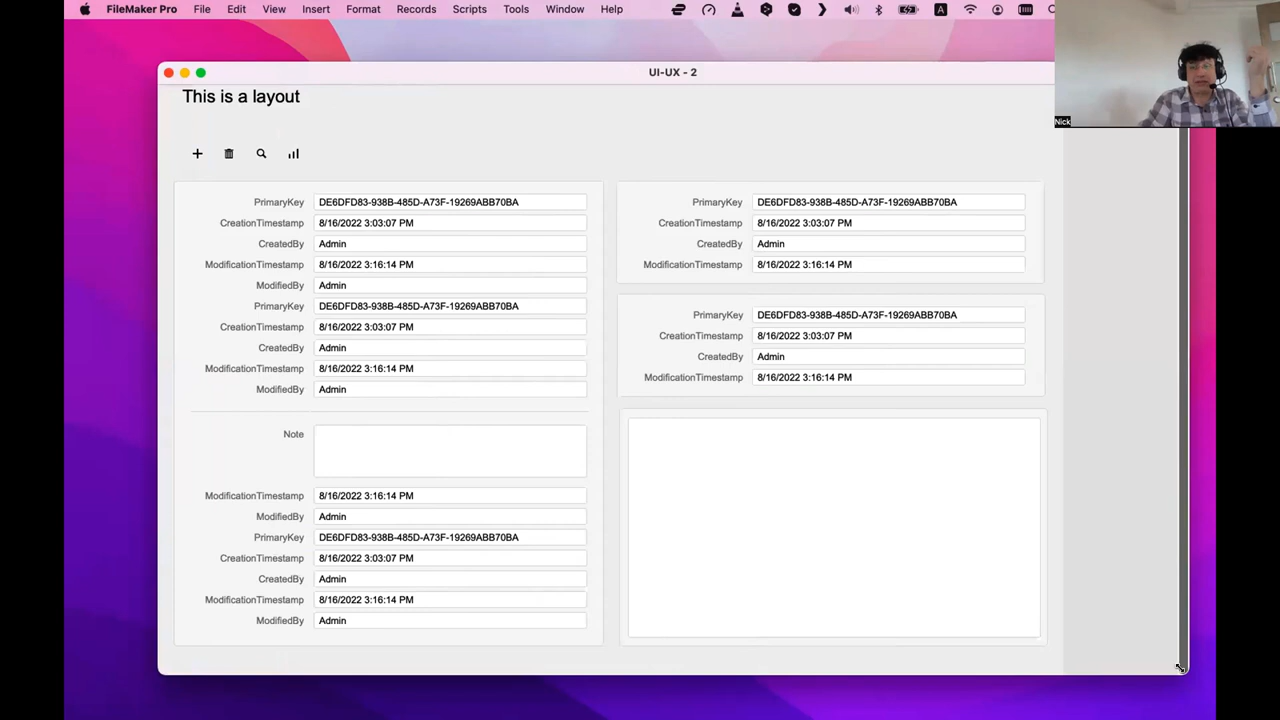 FileMaker Pro File Edit View Insert Format Records Scripts Tools Window Help A
UI-UX - 2
Nick
This is a layout
PrimaryKey DE6DFD83-938B-485D-A73F-19269ABB70BA
CreationTimestamp 8/16/2022 3:03:07 PM
CreatedBy Admin
ModificationTimestamp 8/16/2022 3:16:14 PM
ModifiedBy Admin
PrimaryKey DE6DFD83-938B-485D-A73F-19269ABB70BA
CreationTimestamp 8/16/2022 3:03:07 PM
CreatedBy Admin
ModificationTimestamp 8/16/2022 3:16:14 PM
ModifiedBy Admin
Note
ModificationTimestamp 8/16/2022 3:16:14 PM
ModifiedBy Admin
PrimaryKey DE6DFD83-938B-485D-A73F-19269ABB70BA
CreationTimestamp 8/16/2022 3:03:07 PM
CreatedBy Admin
ModificationTimestamp 8/16/2022 3:16:14 PM
ModifiedBy Admin
PrimaryKey DE6DFD83-938B-485D-A73F-19269ABB70BA
CreationTimestamp 8/16/2022 3:03:07 PM
CreatedBy Admin
ModificationTimestamp 8/16/2022 3:16:14 PM
PrimaryKey DE6DFD83-938B-485D-A73F-19269ABB70BA
CreationTimestamp 8/16/2022 3:03:07 PM
CreatedBy Admin
ModificationTimestamp 8/16/2022 3:16:14 PM